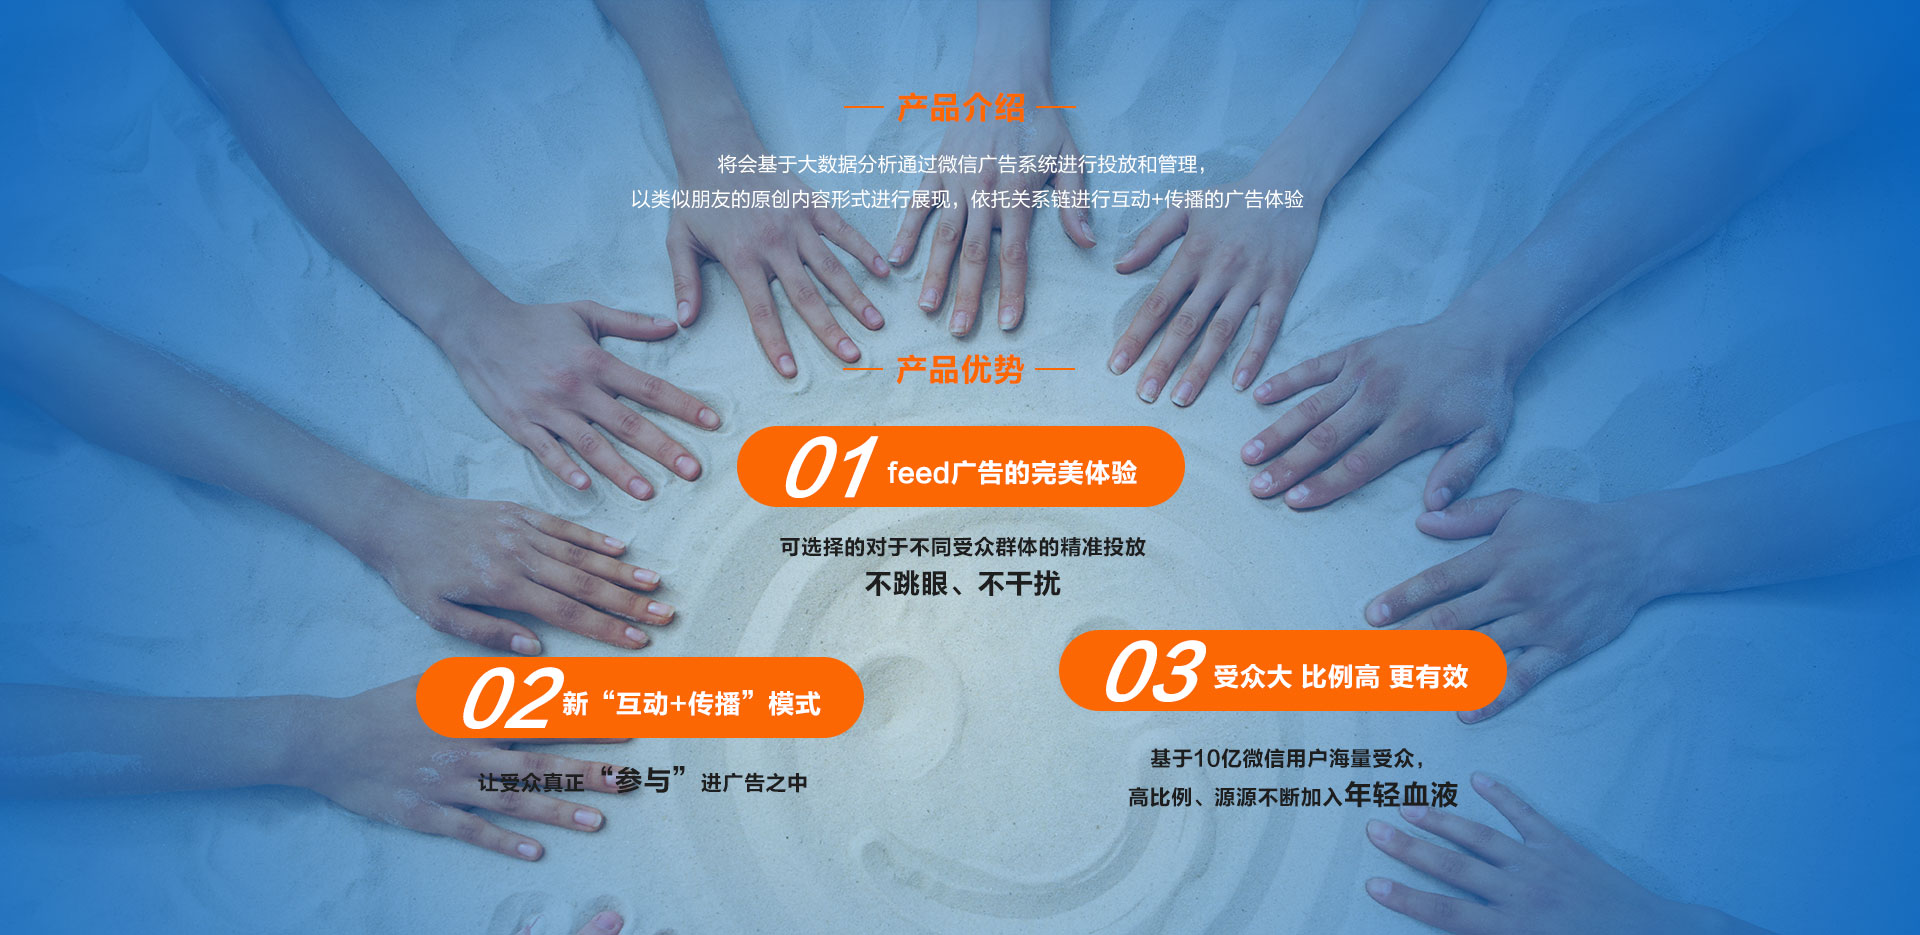 产品介绍
将会基于大数据分析通过微信广告系统进行投放和管理，
以类似朋友的原创内容形式进行展现，依托关系链进行互动+传播的广告体验
产品优势
01 feed广告的完美体验
可选择的对于不同受众群体的精准投放
不跳眼、不干扰
02 新“互动+传播”模式
让受众真正“参与”进广告之中
03 受众大 比例高 更有效
基于10亿微信用户海量受众，
高比例、源源不断加入年轻血液